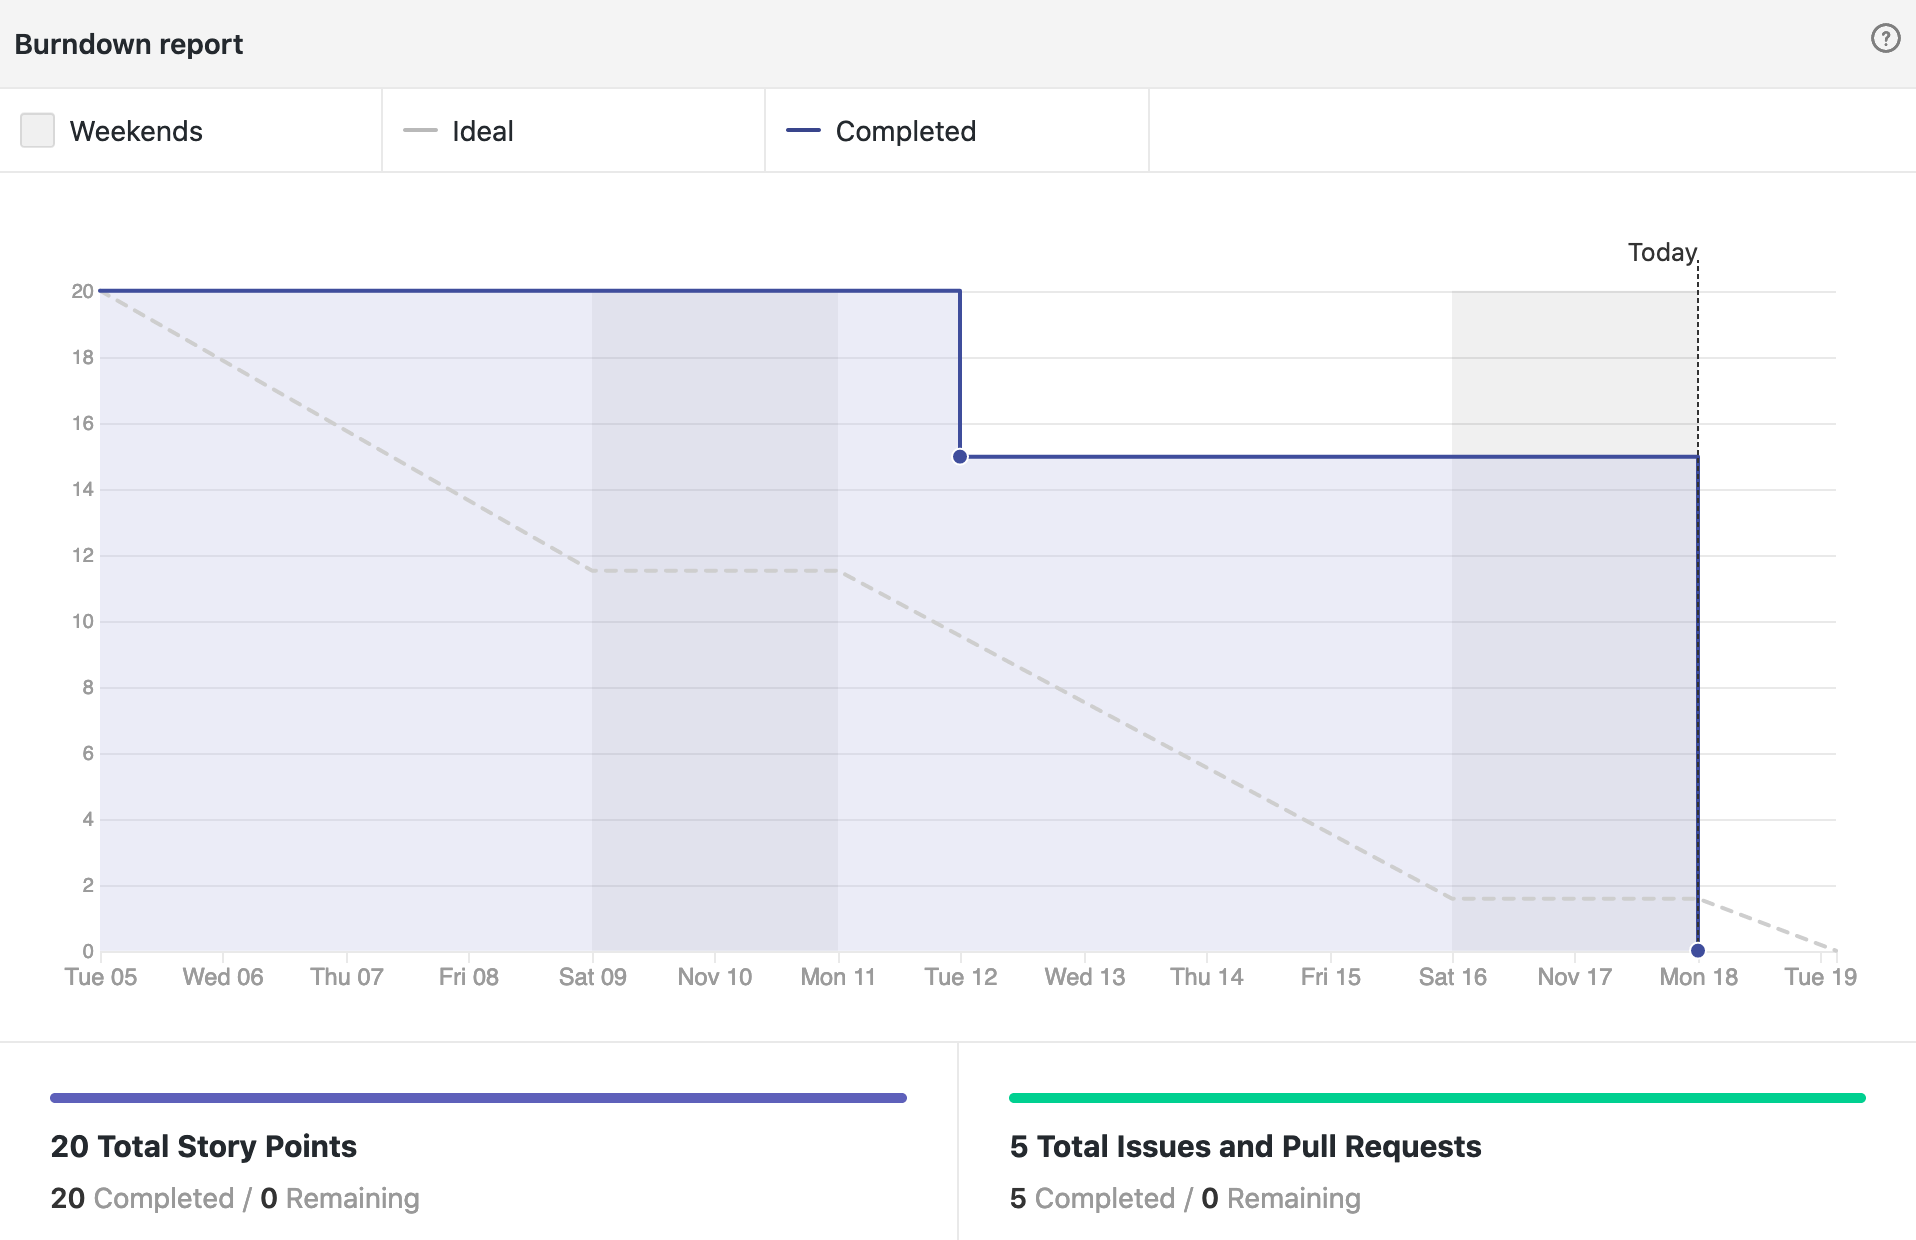 Burndown report
?
Weekends
Ideal
Completed
Today
20
18
16
14
12
10
8
6
4
2
0
Tue 05 Wed 06 Thu 07 Fri 08 Sat 09 Nov 10 Mon 11 Tue 12 Wed 13 Thu 14 Fri 15 Sat 16 Nov 17 Mon 18 Tue 19
20 Total Story Points
20 Completed / 0 Remaining
5 Total Issues and Pull Requests
5 Completed / 0 Remaining